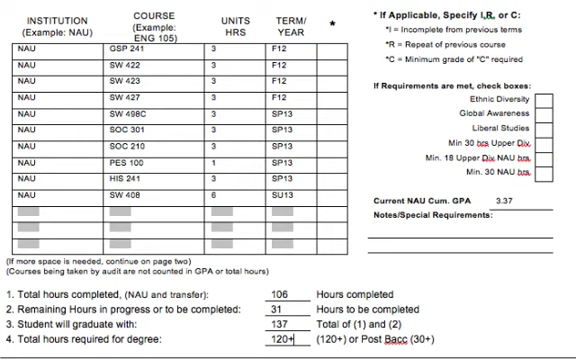 INSTITUTION
(Example: NAU)
COURSE
(Example:
ENG 105)
UNITS
HRS
TERM/
YEAR
*
NAU GSP 241 3 F12
NAU SW 422 3 F12
NAU SW 423 3 F12
NAU SW 427 3 F12
NAU SW 498C 3 SP13
NAU SOC 301 3 SP13
NAU SOC 210 3 SP13
NAU PES 100 1 SP13
NAU HIS 241 3 SP13
NAU SW 408 6 SU13
(If more space is needed, continue on page two)
(Courses being taken by audit are not counted in GPA or total hours)
* If Applicable, Specify I,R, or C:
*I = Incomplete from previous terms
*R = Repeat of previous course
*C = Minimum grade of "C" required
If Requirements are met, check boxes:
Ethnic Diversity
Global Awareness
Liberal Studies
Min 30 hrs Upper Div.
Min. 18 Upper Div. NAU hrs.
Min. 30 NAU hrs.
Current NAU Cum. GPA 3.37
Notes/Special Requirements:
1. Total hours completed, (NAU and transfer): 106 Hours completed
2. Remaining Hours in progress or to be completed: 31 Hours to be completed
3. Student will graduate with: 137 Total of (1) and (2)
4. Total hours required for degree: 120+ (120+) or Post Bacc (30+)